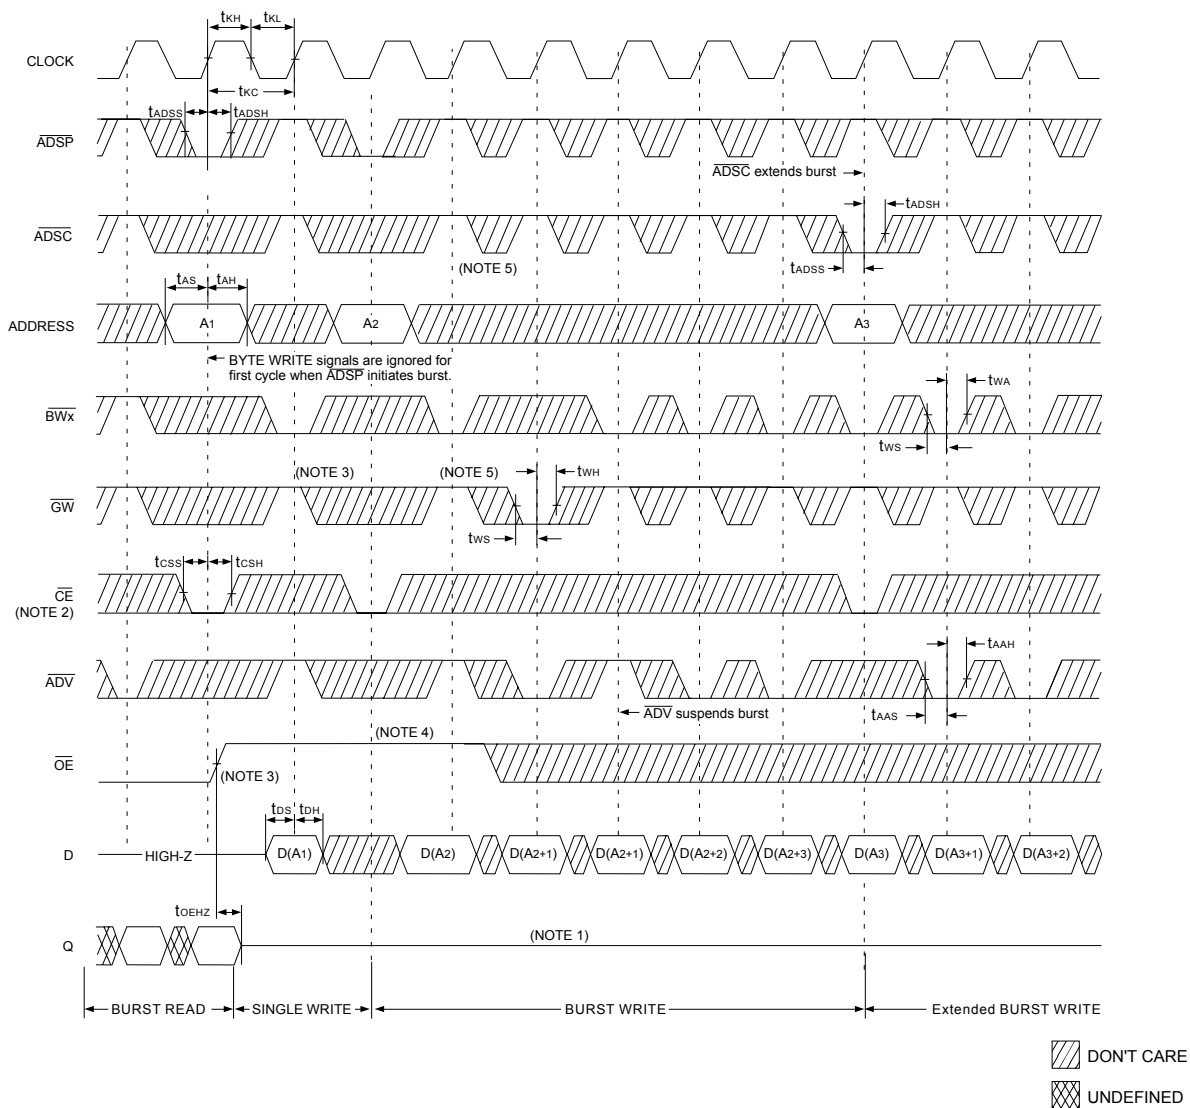 tKH tKL
CLOCK
tKC
tADSS tADSH
ADSP
ADSC extends burst
tADSH
ADSC
(NOTE 5)
tADSS
tAS tAH
ADDRESS A1 A2 A3
BYTE WRITE signals are ignored for
first cycle when ADSP initiates burst.
tWA
BWx
tWS
(NOTE 3) (NOTE 5) tWH
GW
tWS
tCSS tCSH
CE
(NOTE 2)
tAAH
ADV
ADV suspends burst
tAAS
(NOTE 4)
OE
(NOTE 3)
tDS tDH
D HIGH-Z D(A1) D(A2) D(A2+1) D(A2+1) D(A2+2) D(A2+3) D(A3) D(A3+1) D(A3+2)
tOEHZ
(NOTE 1)
Q
BURST READ SINGLE WRITE BURST WRITE Extended BURST WRITE
DON'T CARE
UNDEFINED